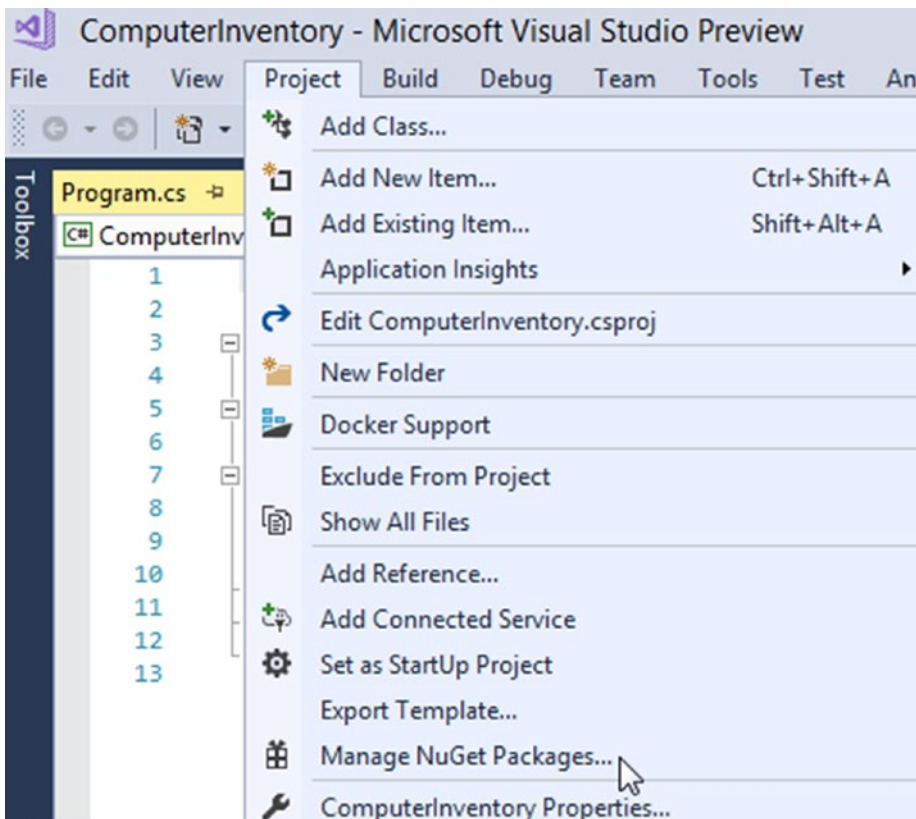 ComputerInventory - Microsoft Visual Studio Preview
File Edit View Project Build Debug Team Tools Test An
Add Class...
Toolbox
Program.cs
Add New Item... Ctrl+Shift+A
C# ComputerInv
Add Existing Item... Shift+Alt+A
1
Application Insights
2
Edit ComputerInventory.csproj
3
4
New Folder
5
Docker Support
6
7
Exclude From Project
8
Show All Files
9
10
Add Reference...
11
Add Connected Service
12
Set as StartUp Project
13
Export Template...
Manage NuGet Packages...
ComputerInventory Properties...